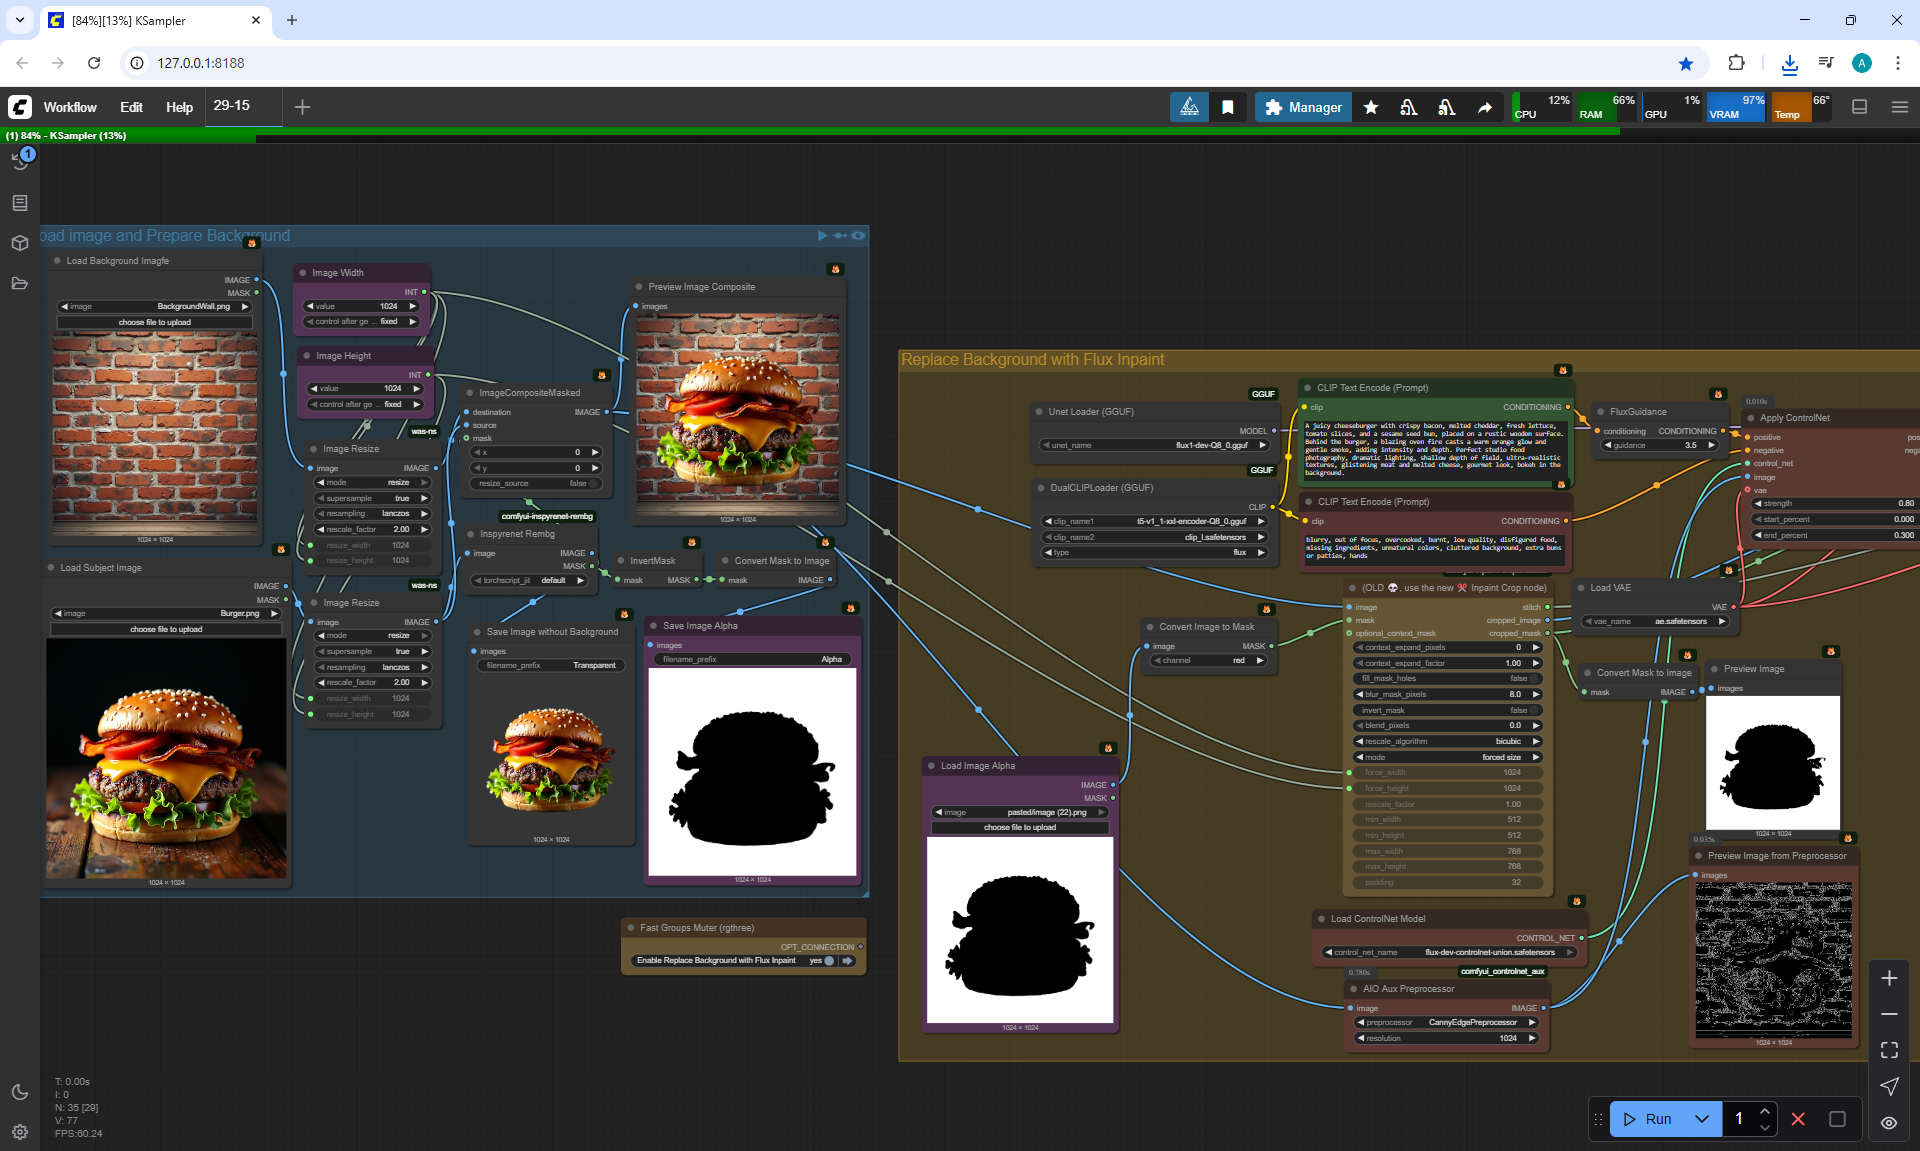 [84%][13%] KSampler
127.0.0.1:8188
A
Workflow
Edit
Help
29-15
Manager
12%
CPU
66%
RAM
1%
GPU
97%
VRAM
66°
Temp
(1) 84% - KSampler (13%)
1
oad image and Prepare Background
Load Background Imagfe
IMAGE
MASK
image BackgroundWall.png
choose file to upload
1024 × 1024
Load Subject Image
IMAGE
MASK
image Burger.png
choose file to upload
1024 × 1024
Image Width
INT
value 1024
control after ge ... fixed
Image Height
INT
value 1024
control after ge ... fixed
was-ns
Image Resize
image IMAGE
mode resize
supersample true
resampling lanczos
rescale_factor 2.00
resize_width 1024
resize_height 1024
was-ns
Image Resize
image IMAGE
mode resize
supersample true
resampling lanczos
rescale_factor 2.00
resize_width 1024
resize_height 1024
ImageCompositeMasked
destination IMAGE
source
mask
x 0
y 0
resize_source false
comfyui-inspyrenet-rembg
Inspyrenet Rembg
image IMAGE
MASK
torchscript_jit default
InvertMask
mask MASK
Convert Mask to Image
mask IMAGE
Preview Image Composite
images
1024 × 1024
Save Image without Background
images
filename_prefix Transparent
1024 × 1024
Save Image Alpha
images
filename_prefix Alpha
1024 × 1024
Fast Groups Muter (rgthree)
OPT_CONNECTION
Enable Replace Background with Flux Inpaint yes
Replace Background with Flux Inpaint
GGUF
Unet Loader (GGUF)
MODEL
unet_name flux1-dev-Q8_0.gguf
GGUF
DualCLIPLoader (GGUF)
CLIP
clip_name1 t5-v1_1-xxl-encoder-Q8_0.gguf
clip_name2 clip_l.safetensors
type flux
CLIP Text Encode (Prompt)
clip CONDITIONING
A juicy cheeseburger with crispy bacon, melted cheddar, fresh lettuce,
tomato slices, and a sesame seed bun, placed on a rustic wooden surface.
Behind the burger, a blazing oven fire casts a warm orange glow and
gentle smoke, adding intensity and depth. Perfect studio food
photography, dramatic lighting, shallow depth of field, ultra-realistic
textures, glistening meat and melted cheese, gourmet look, bokeh in the
background.
CLIP Text Encode (Prompt)
clip CONDITIONING
blurry, out of focus, overcooked, burnt, low quality, disfigured food,
missing ingredients, unnatural colors, cluttered background, extra buns
or patties, hands
FluxGuidance
conditioning CONDITIONING
guidance 3.5
0.010s
Apply ControlNet
positive pos
negative nega
control_net
image
vae
strength 0.80
start_percent 0.000
end_percent 0.300
(OLD 💀, use the new ✂️ Inpaint Crop node)
image stitch
mask cropped_image
optional_context_mask cropped_mask
context_expand_pixels 0
context_expand_factor 1.00
fill_mask_holes false
blur_mask_pixels 8.0
invert_mask false
blend_pixels 0.0
rescale_algorithm bicubic
mode forced size
force_width 1024
force_height 1024
rescale_factor 1.00
min_width 512
min_height 512
max_width 768
max_height 768
padding 32
Load VAE
VAE
vae_name ae.safetensors
Convert Image to Mask
image MASK
channel red
Convert Mask to Image
mask IMAGE
Preview Image
images
1024 × 1024
Load Image Alpha
IMAGE
MASK
image pasted/image (22).png
choose file to upload
1024 × 1024
0.035s
Preview Image from Preprocessor
images
1024 × 1024
Load ControlNet Model
CONTROL_NET
control_net_name flux-dev-controlnet-union.safetensors
0.780s
comfyui_controlnet_aux
AIO Aux Preprocessor
image IMAGE
preprocessor CannyEdgePreprocessor
resolution 1024
T: 0.00s
I: 0
N: 35 [29]
V: 77
FPS:60.24
Run
1